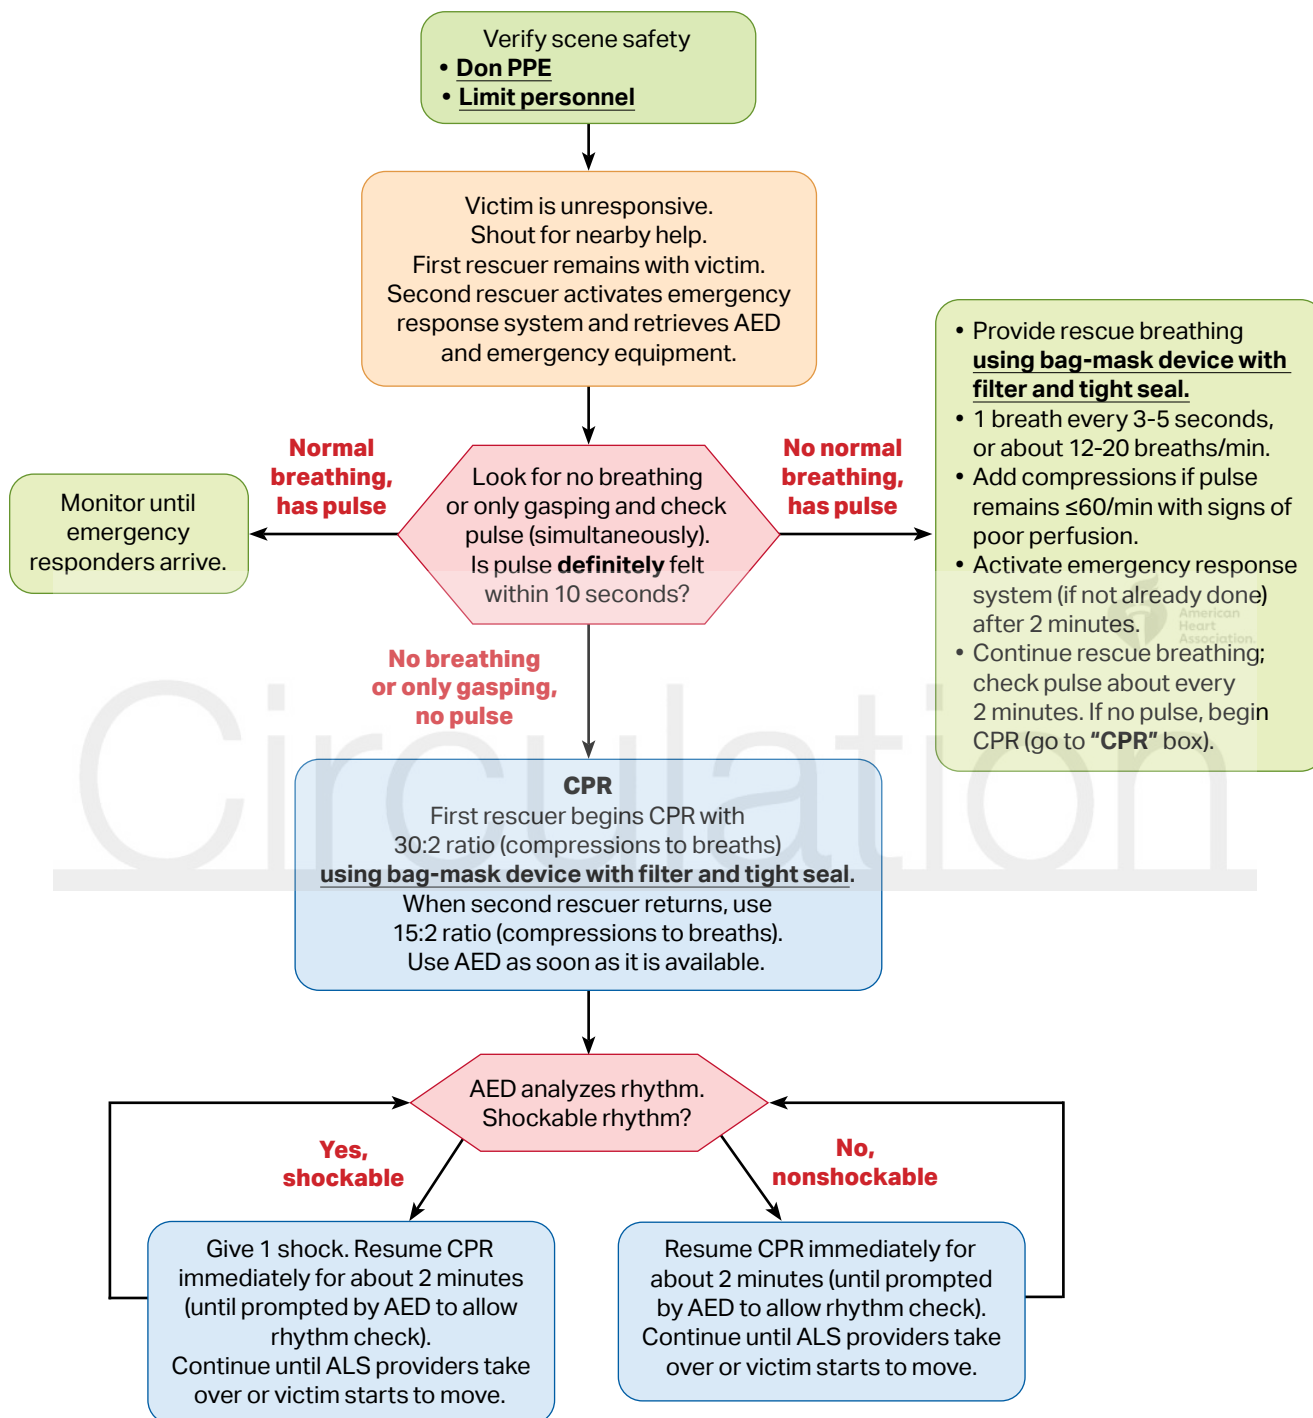 Verify scene safety
• Don PPE
• Limit personnel
Victim is unresponsive.
Shout for nearby help.
First rescuer remains with victim.
Second rescuer activates emergency
response system and retrieves AED
and emergency equipment.
Normal
breathing,
has pulse
Monitor until
emergency
responders arrive.
Look for no breathing
or only gasping and check
pulse (simultaneously).
Is pulse definitely felt
within 10 seconds?
No normal
breathing,
has pulse
• Provide rescue breathing
using bag-mask device with
filter and tight seal.
• 1 breath every 3-5 seconds,
or about 12-20 breaths/min.
• Add compressions if pulse
remains ≤60/min with signs of
poor perfusion.
• Activate emergency response
system (if not already done)
after 2 minutes.
• Continue rescue breathing;
check pulse about every
2 minutes. If no pulse, begin
CPR (go to "CPR" box).
American
Heart
Association.
No breathing
or only gasping,
no pulse
Circulation
CPR
First rescuer begins CPR with
30:2 ratio (compressions to breaths)
using bag-mask device with filter and tight seal.
When second rescuer returns, use
15:2 ratio (compressions to breaths).
Use AED as soon as it is available.
AED analyzes rhythm.
Shockable rhythm?
Yes,
shockable
No,
nonshockable
Give 1 shock. Resume CPR
immediately for about 2 minutes
(until prompted by AED to allow
rhythm check).
Continue until ALS providers take
over or victim starts to move.
Resume CPR immediately for
about 2 minutes (until prompted
by AED to allow rhythm check).
Continue until ALS providers take
over or victim starts to move.